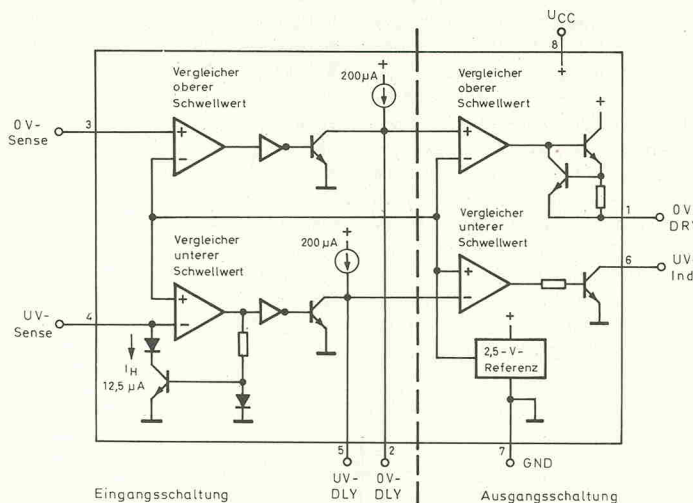 UCC
8
+
Vergleicher
oberer
Schwellwert
+
200µA
Vergleicher
oberer
Schwellwert
+
0V-
Sense
3
+
−
+
−
1
0V
DR
Vergleicher
unterer
Schwellwert
+
200µA
Vergleicher
unterer
Schwellwert
6
UV-
Ind
+
−
+
−
UV-
Sense
4
IH
12,5 µA
+
2,5-V-
Referenz
5
2
7
GND
UV-
DLY
0V-
DLY
Eingangsschaltung
Ausgangsschaltung